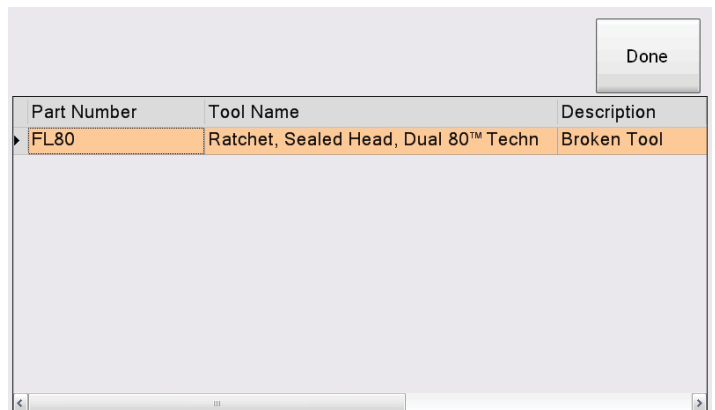 Done
Part Number Tool Name Description
FL80 Ratchet, Sealed Head, Dual 80™ Techn Broken Tool